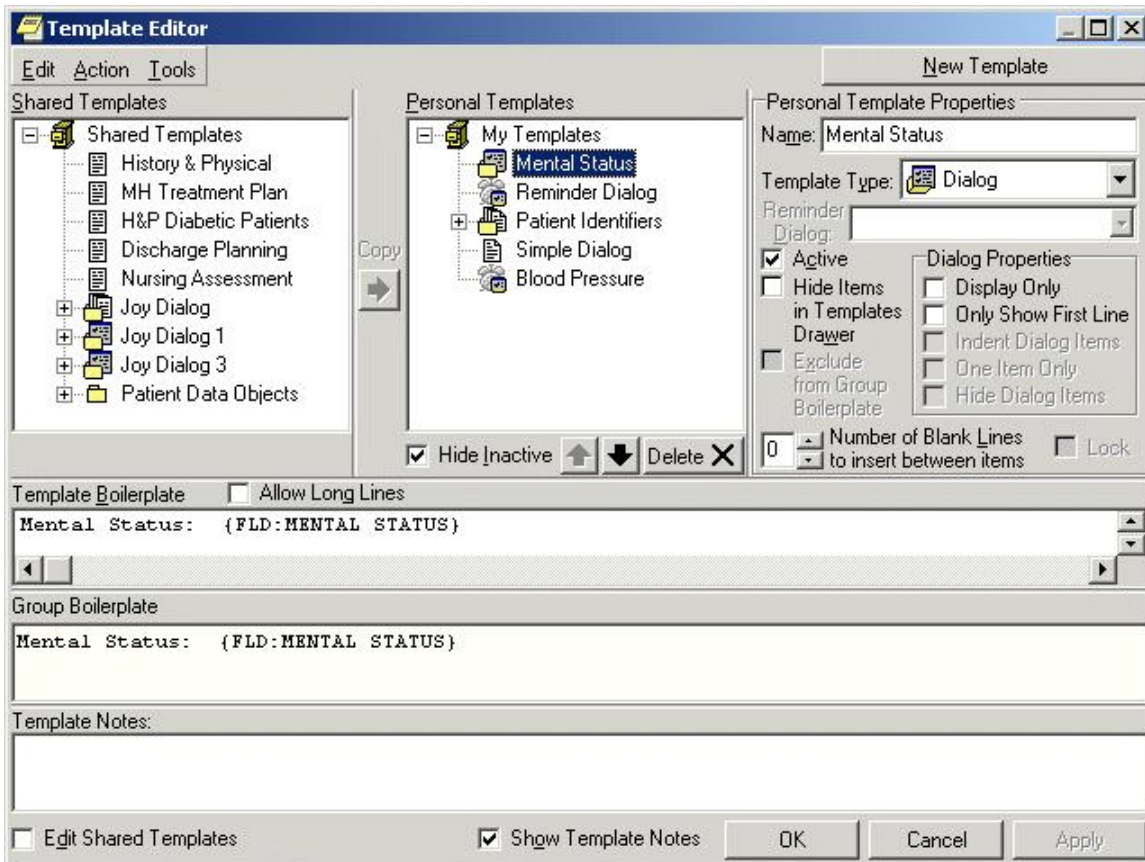 Template Editor
Edit Action Tools
New Template
Shared Templates
Shared Templates
History & Physical
MH Treatment Plan
H&P Diabetic Patients
Discharge Planning
Nursing Assessment
Joy Dialog
Joy Dialog 1
Joy Dialog 3
Patient Data Objects
Copy
Personal Templates
My Templates
Mental Status
Reminder Dialog
Patient Identifiers
Simple Dialog
Blood Pressure
Hide Inactive
Delete
Personal Template Properties
Name: Mental Status
Template Type: Dialog
Reminder
Dialog:
Active
Hide Items
in Templates
Drawer
Exclude
from Group
Boilerplate
Dialog Properties
Display Only
Only Show First Line
Indent Dialog Items
One Item Only
Hide Dialog Items
0 Number of Blank Lines
to insert between items
Lock
Template Boilerplate Allow Long Lines
Mental Status: {FLD:MENTAL STATUS}
Group Boilerplate
Mental Status: {FLD:MENTAL STATUS}
Template Notes:
Edit Shared Templates
Show Template Notes
OK
Cancel
Apply